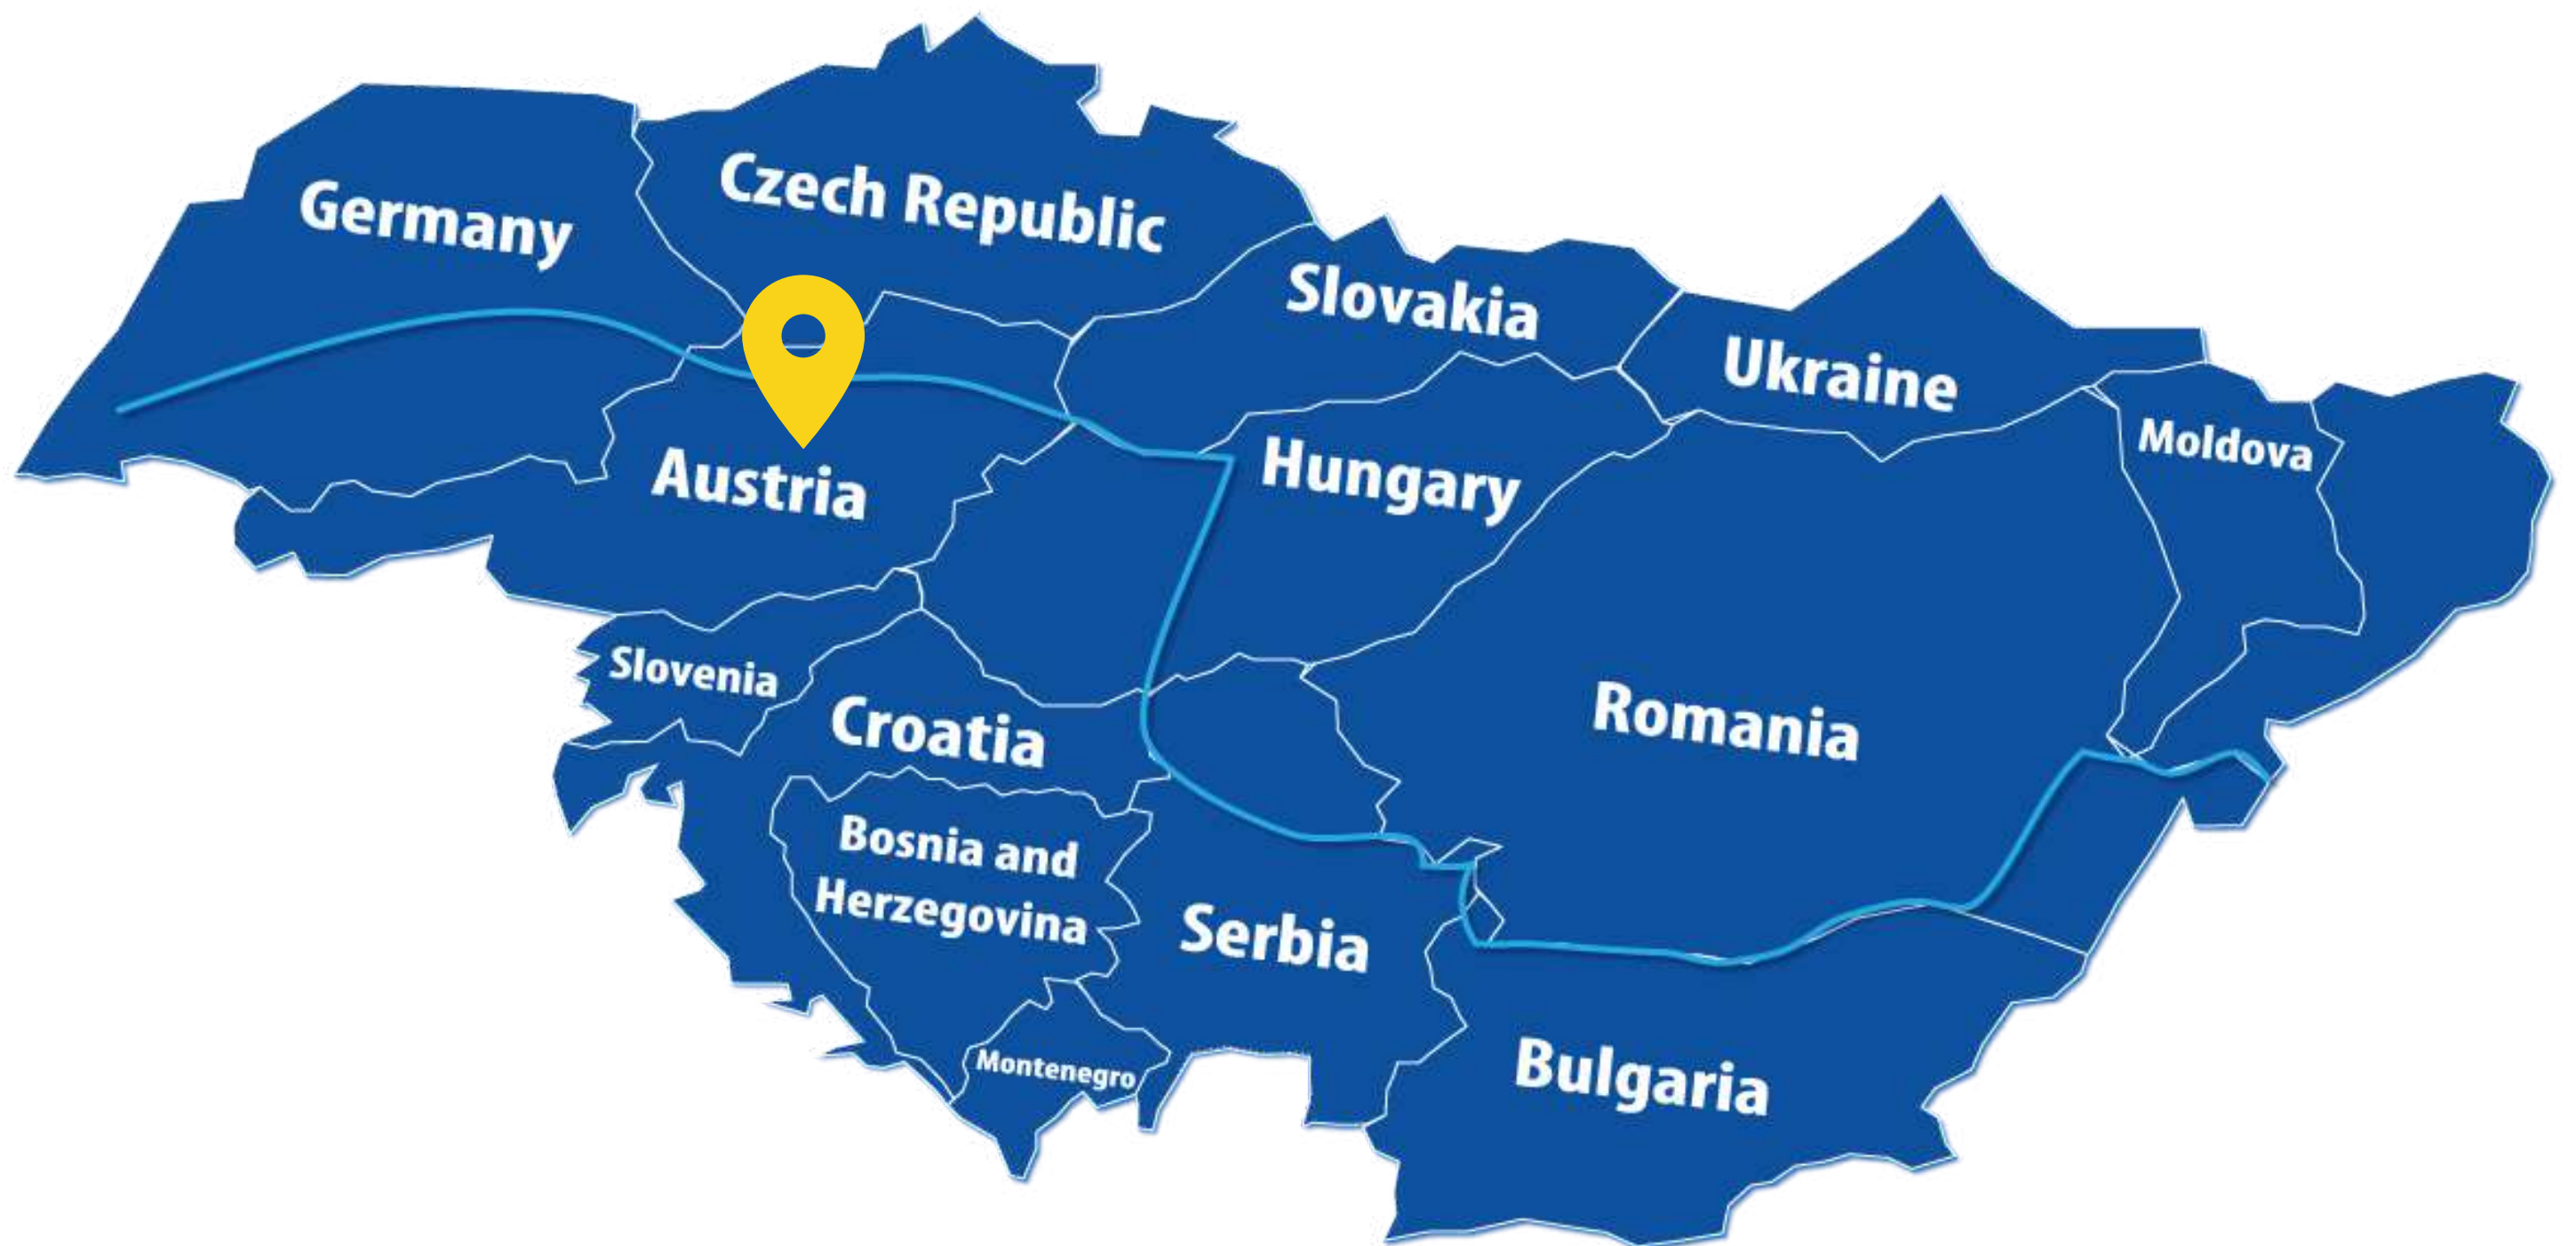 Germany
Czech Republic
Slovakia
Ukraine
Moldova
Austria
Hungary
Slovenia
Croatia
Romania
Bosnia and
Herzegovina
Serbia
Montenegro
Bulgaria